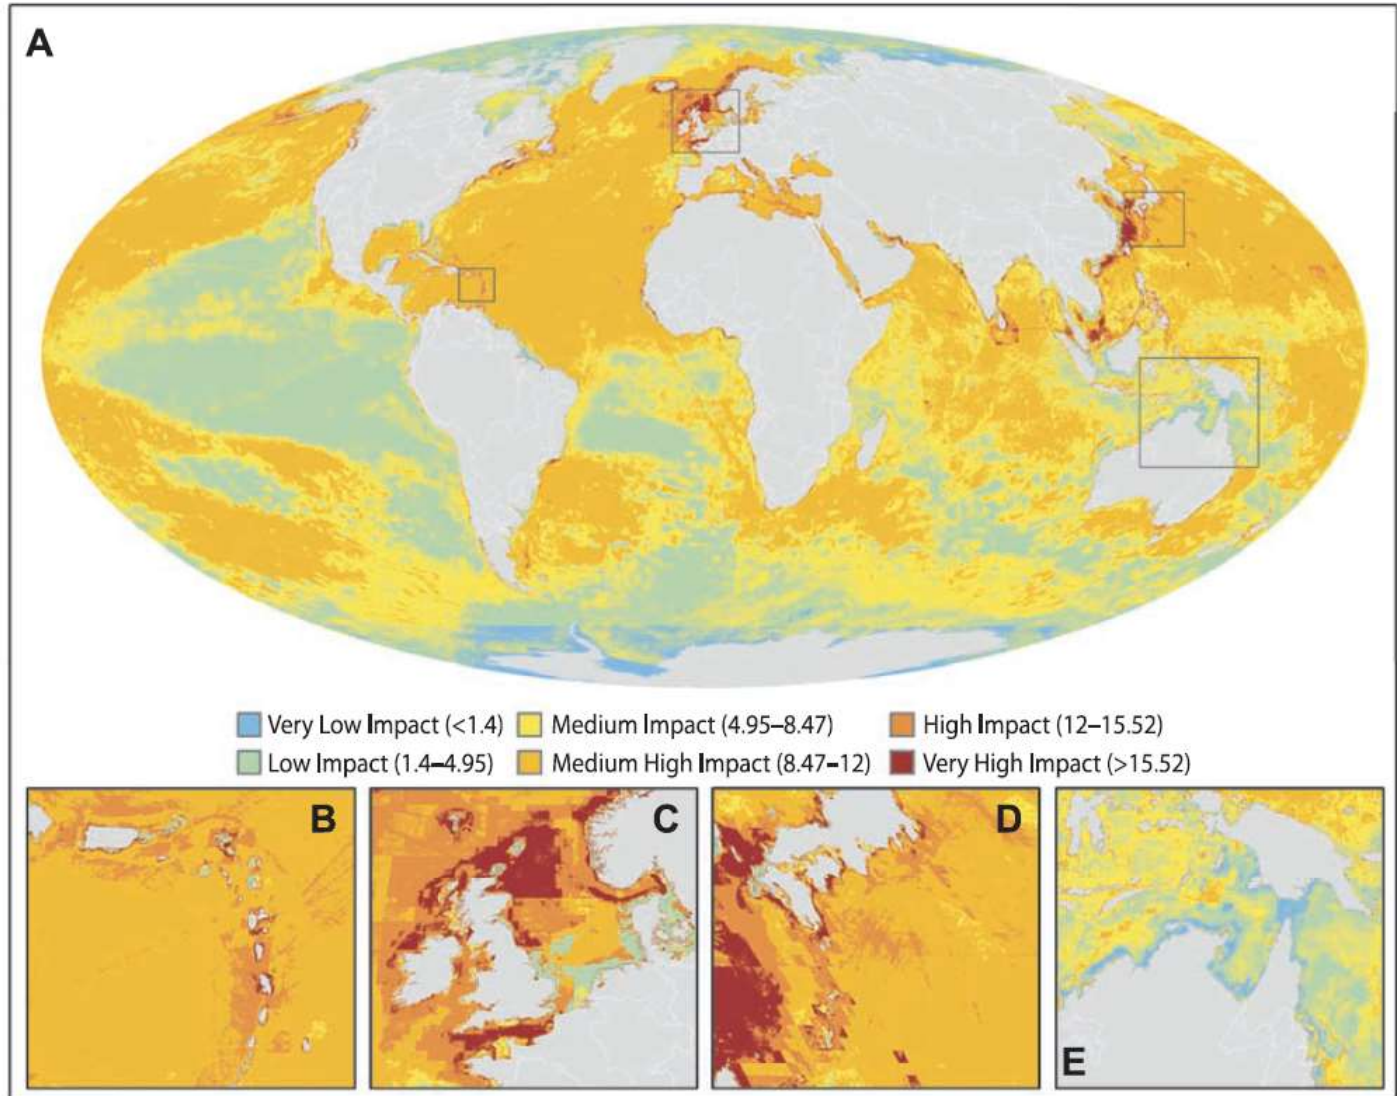 A
Very Low Impact (<1.4) Medium Impact (4.95–8.47) High Impact (12–15.52)
Low Impact (1.4–4.95) Medium High Impact (8.47–12) Very High Impact (>15.52)
B
C
D
E